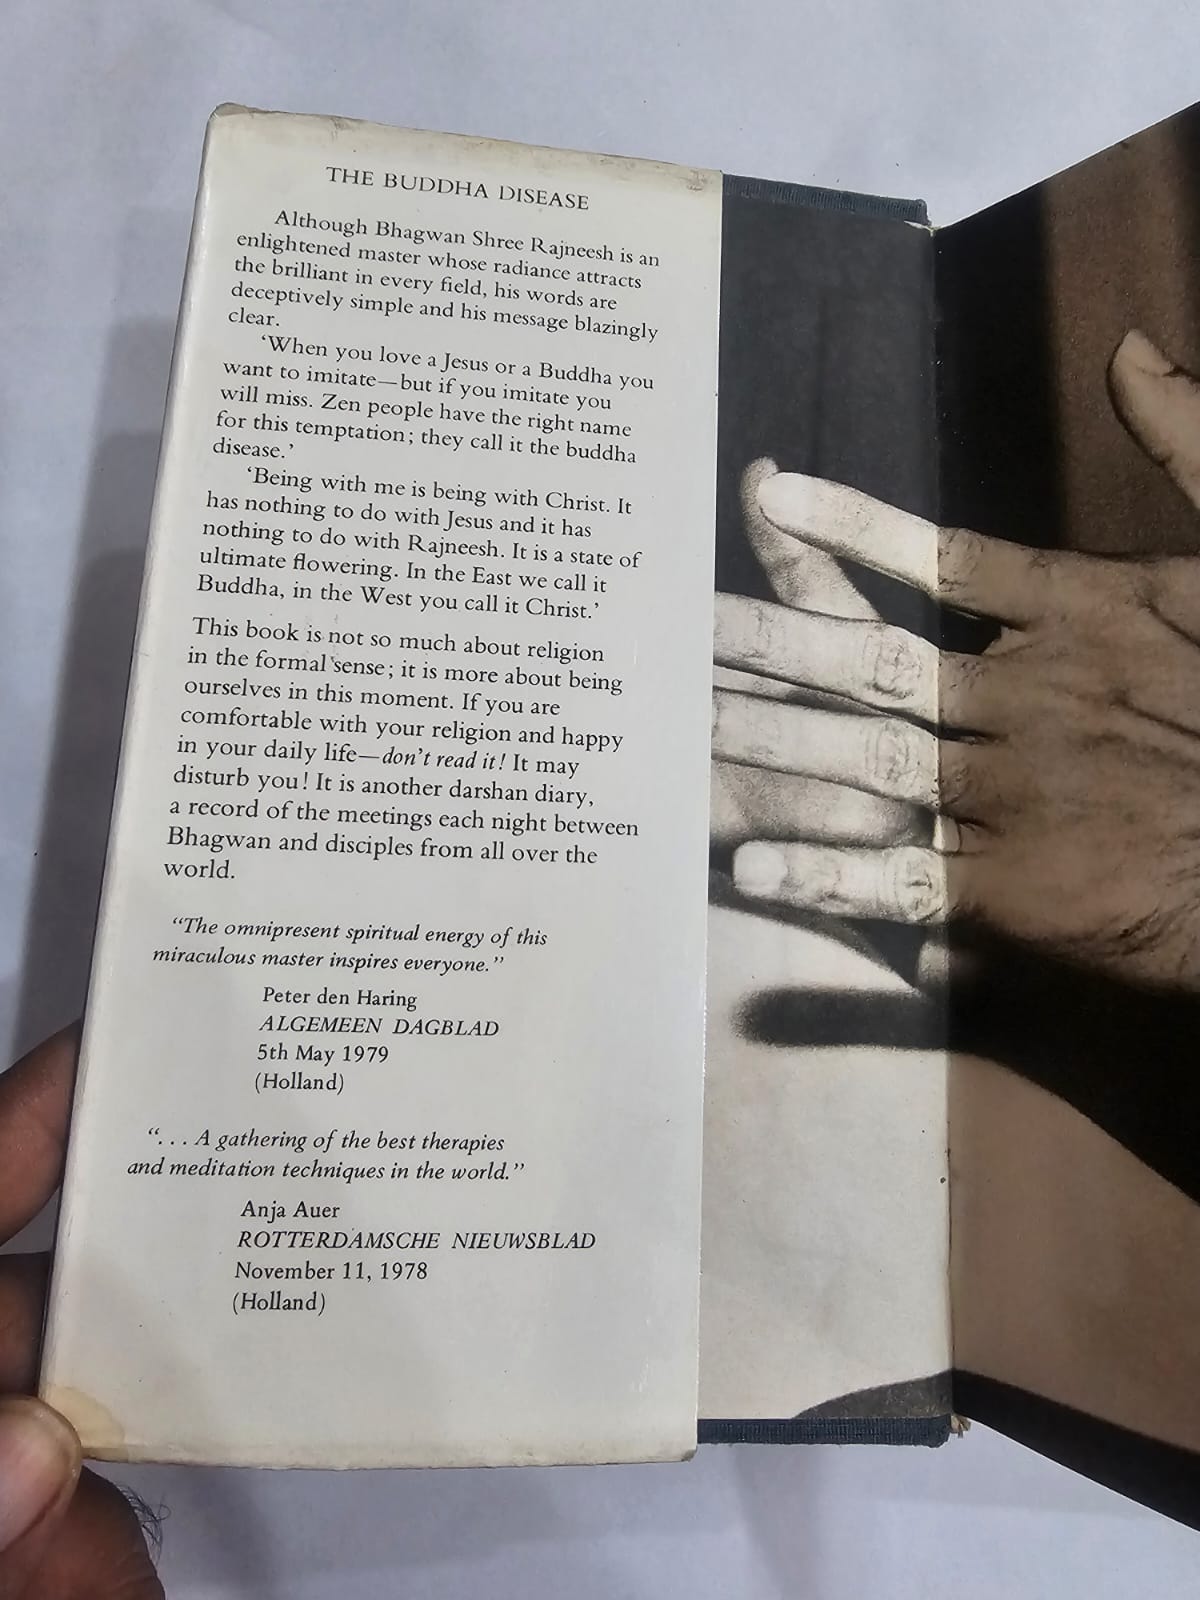 THE BUDDHA DISEASE
Although Bhagwan Shree Rajneesh is an
enlightened master whose radiance attracts
the brilliant in every field, his words are
deceptively simple and his message blazingly
clear.
‘When you love a Jesus or a Buddha you
want to imitate—but if you imitate you
will miss. Zen people have the right name
for this temptation; they call it the buddha
disease.’
‘Being with me is being with Christ. It
has nothing to do with Jesus and it has
nothing to do with Rajneesh. It is a state of
ultimate flowering. In the East we call it
Buddha, in the West you call it Christ.’
This book is not so much about religion
in the formal sense; it is more about being
ourselves in this moment. If you are
comfortable with your religion and happy
in your daily life—don’t read it! It may
disturb you! It is another darshan diary,
a record of the meetings each night between
Bhagwan and disciples from all over the
world.
“The omnipresent spiritual energy of this
miraculous master inspires everyone.”
Peter den Haring
ALGEMEEN DAGBLAD
5th May 1979
(Holland)
“. . . A gathering of the best therapies
and meditation techniques in the world.”
Anja Auer
ROTTERDAMSCHE NIEUWSBLAD
November 11, 1978
(Holland)